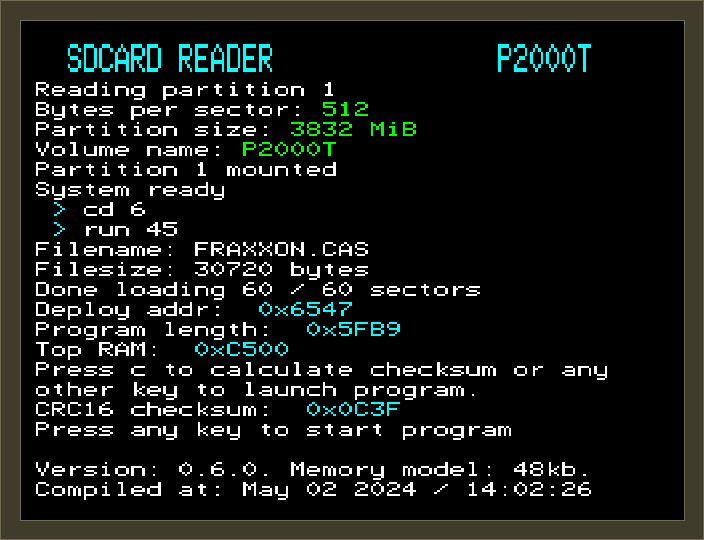 SDCARD READER P2000T
Reading partition 1
Bytes per sector: 512
Partition size: 3832 MiB
Volume name: P2000T
Partition 1 mounted
System ready
> cd 6
> run 45
Filename: FRAXXON.CAS
Filesize: 30720 bytes
Done loading 60 / 60 sectors
Deploy addr: 0x6547
Program length: 0x5FB9
Top RAM: 0xC500
Press c to calculate checksum or any
other key to launch program.
CRC16 checksum: 0x0C3F
Press any key to start program
Version: 0.6.0. Memory model: 48kb.
Compiled at: May 02 2024 / 14:02:26